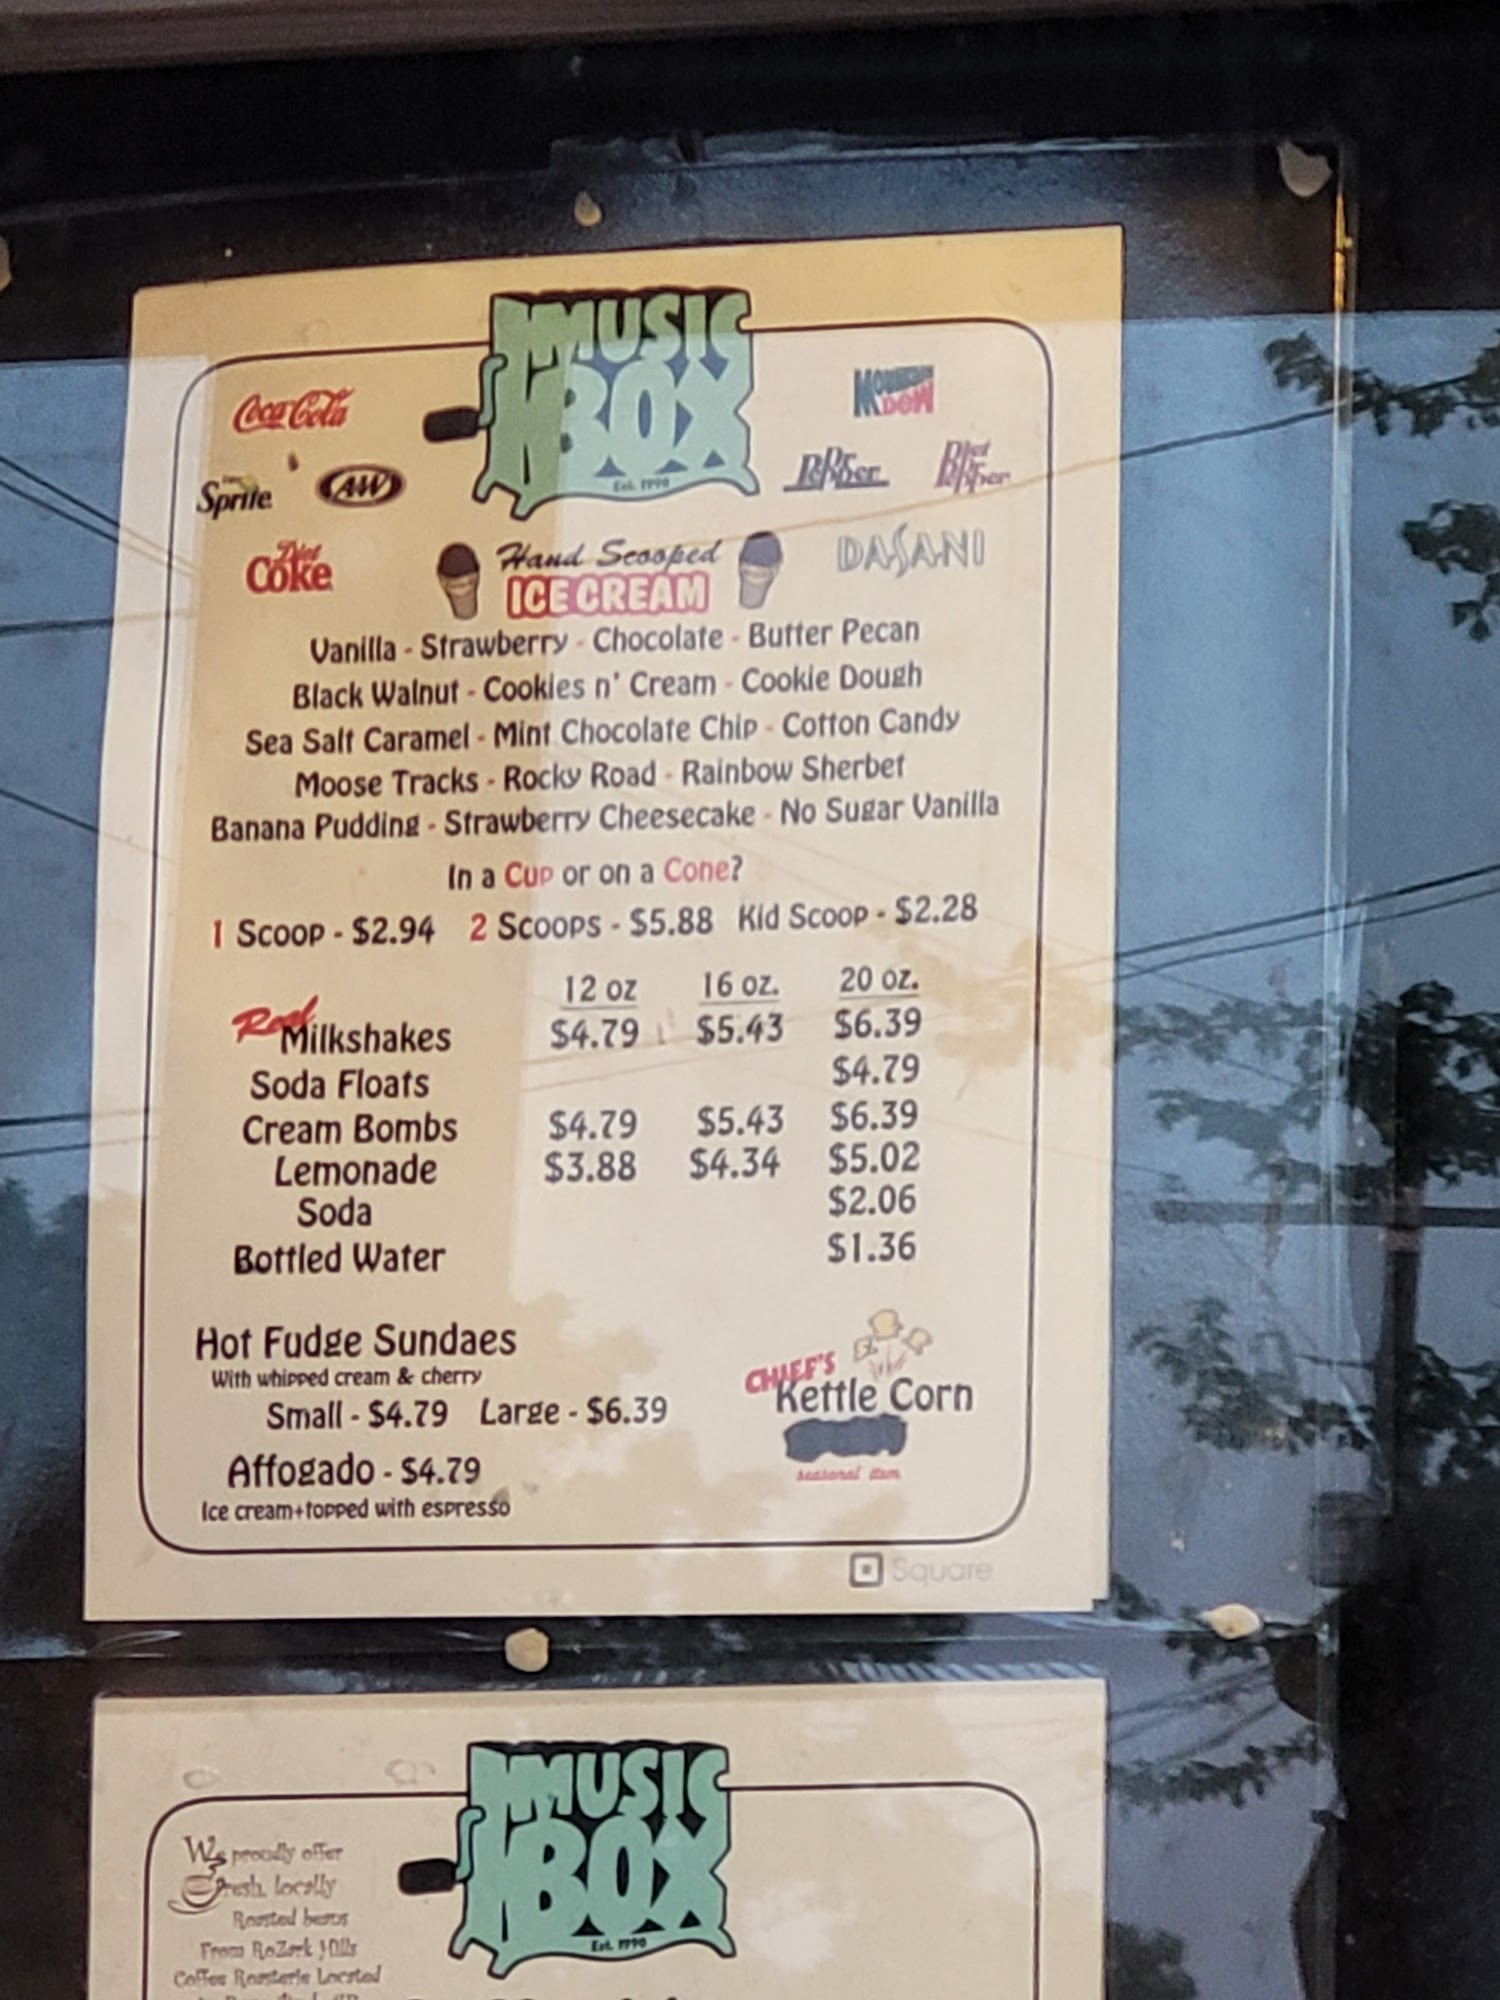 MUSIC
BOX
Est. 1990
Coca-Cola
Mountain Dew
Sprite
A&W
Dr Pepper
Diet Dr Pepper
Diet Coke
Hand Scooped
DASANI
ICE CREAM
Vanilla - Strawberry - Chocolate - Butter Pecan
Black Walnut - Cookies n' Cream - Cookie Dough
Sea Salt Caramel - Mint Chocolate Chip - Cotton Candy
Moose Tracks - Rocky Road - Rainbow Sherbet
Banana Pudding - Strawberry Cheesecake - No Sugar Vanilla
In a Cup or on a Cone?
1 Scoop - $2.94 2 Scoops - $5.88 Kid Scoop - $2.28
12 oz 16 oz. 20 oz.
Real Milkshakes $4.79 $5.43 $6.39
Soda Floats $4.79
Cream Bombs $4.79 $5.43 $6.39
Lemonade $3.88 $4.34 $5.02
Soda $2.06
Bottled Water $1.36
Hot Fudge Sundaes
With whipped cream & cherry
Small - $4.79 Large - $6.39
CHIEF'S
Kettle Corn
seasonal item
Affogado - $4.79
Ice cream+topped with espresso
Square
MUSIC
BOX
Est. 1990
We proudly offer
Fresh, locally
Roasted beans
From RoZark Hills
Coffee Roasterie Located